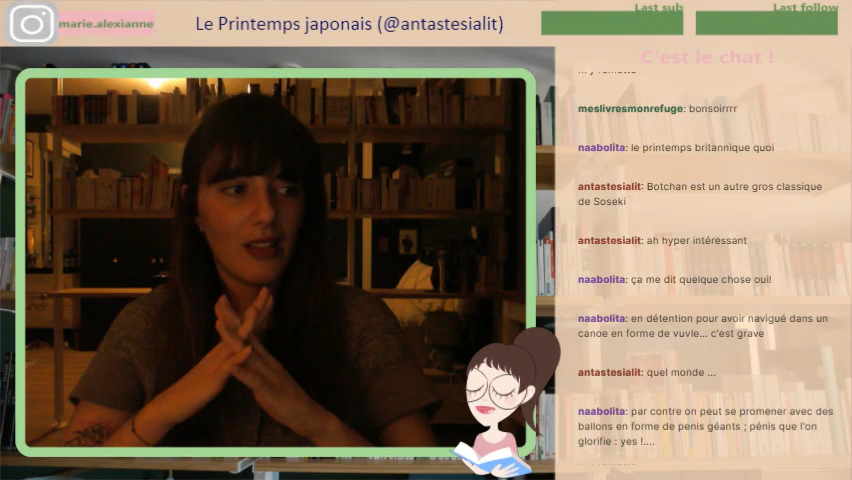 marie.alexianne
Le Printemps japonais (@antastesialit)
Last sub
Last follow
C'est le chat !
meslivresmonrefuge: bonsoirrrr
naabolita: le printemps britannique quoi
antastesialit: Botchan est un autre gros classique
de Soseki
antastesialit: ah hyper intéressant
naabolita: ça me dit quelque chose oui!
naabolita: en détention pour avoir navigué dans un
canoe en forme de vuvle... c'est grave
antastesialit: quel monde ...
naabolita: par contre on peut se promener avec des
ballons en forme de penis géants ; pénis que l'on
glorifie : yes !....